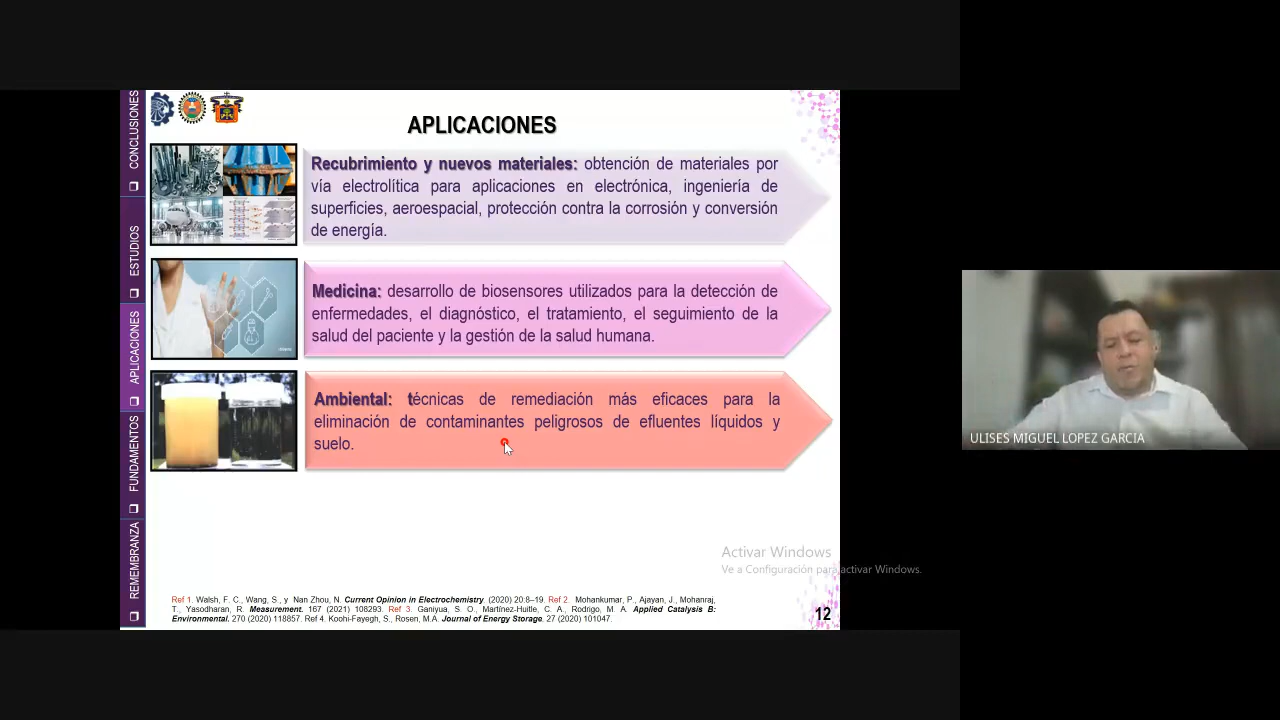 APLICACIONES
Recubrimiento y nuevos materiales: obtención de materiales por
vía electrolítica para aplicaciones en electrónica, ingeniería de
superficies, aeroespacial, protección contra la corrosión y conversión
de energía.
Medicina: desarrollo de biosensores utilizados para la detección de
enfermedades, el diagnóstico, el tratamiento, el seguimiento de la
salud del paciente y la gestión de la salud humana.
Ambiental: técnicas de remediación más eficaces para la
eliminación de contaminantes peligrosos de efluentes líquidos y
suelo.
CONCLUSIONES
ESTUDIOS
APLICACIONES
FUNDAMENTOS
REMEMBRANZA
Ref 1. Walsh, F. C., Wang, S., y Nan Zhou, N. Current Opinion in Electrochemistry. (2020) 20:8–19. Ref 2. Mohankumar, P., Ajayan, J., Mohanraj,
T., Yasodharan, R. Measurement. 167 (2021) 108293. Ref 3. Ganiyua, S. O., Martínez-Huitle, C. A., Rodrigo, M. A. Applied Catalysis B:
Environmental. 270 (2020) 118857. Ref 4. Koohi-Fayegh, S., Rosen, M.A. Journal of Energy Storage. 27 (2020) 101047.
12
Activar Windows
Ve a Configuración para activar Windows.
ULISES MIGUEL LOPEZ GARCIA